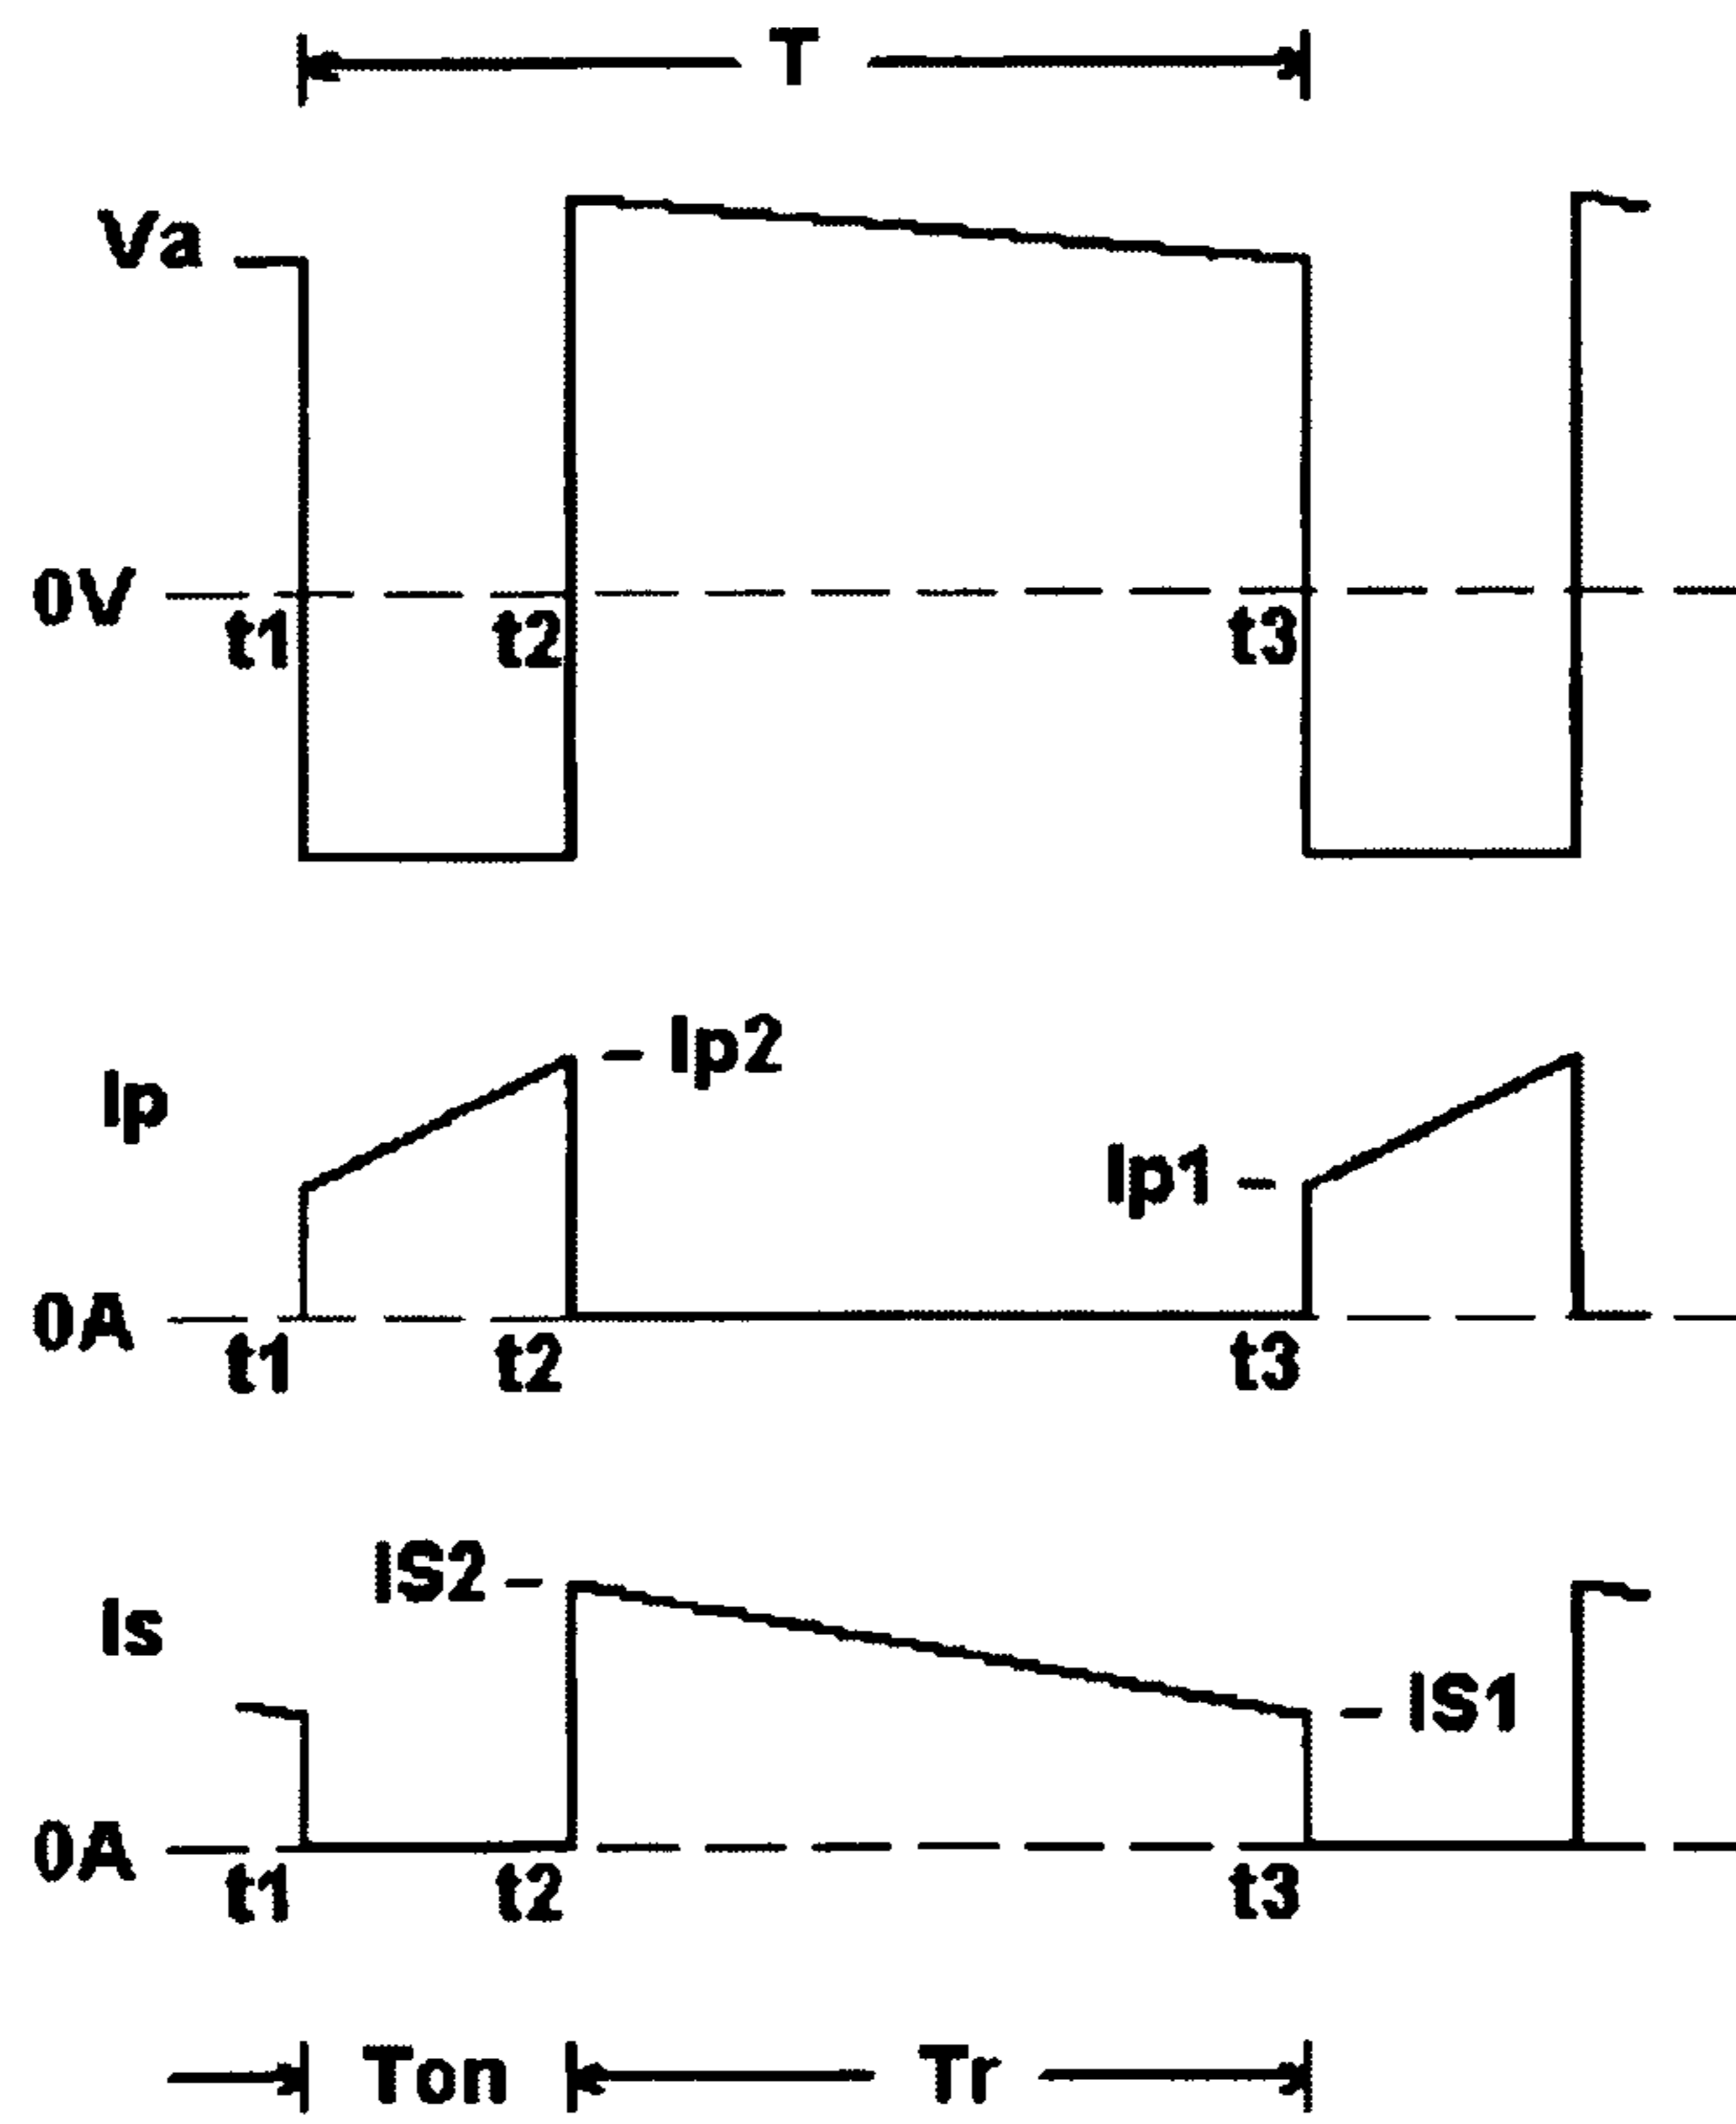 T
Va
0V
t1 t2 t3
Ip2
Ip
Ip1
0A
t1 t2 t3
IS2
Is
IS1
0A
t1 t2 t3
Ton Tr